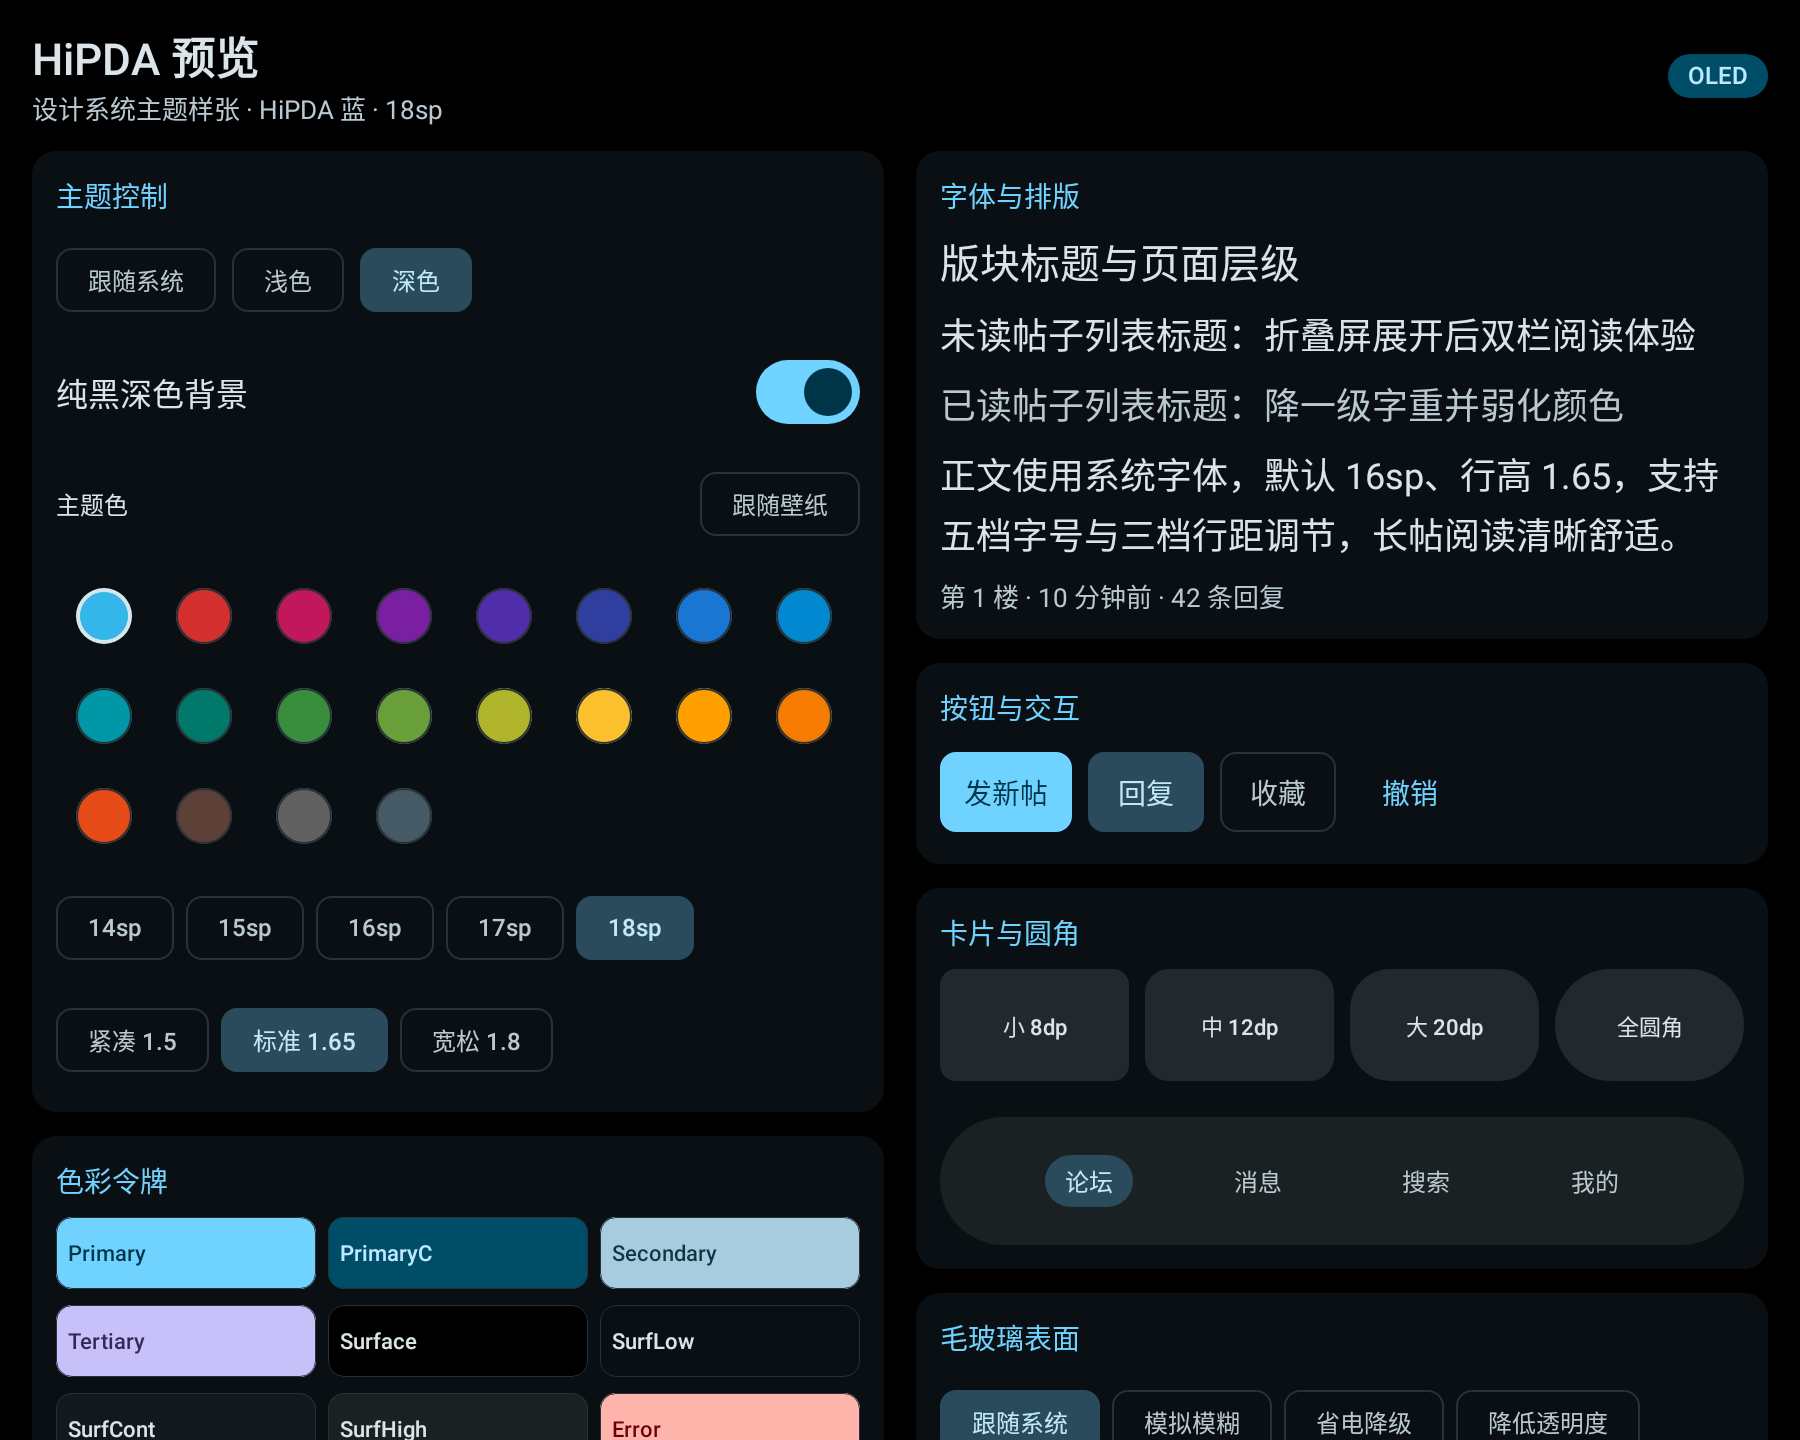 HiPDA 预览
设计系统主题样张 · HiPDA 蓝 · 18sp
OLED
主题控制
跟随系统
浅色
深色
纯黑深色背景
主题色
跟随壁纸
14sp
15sp
16sp
17sp
18sp
紧凑 1.5
标准 1.65
宽松 1.8
色彩令牌
Primary
PrimaryC
Secondary
Tertiary
Surface
SurfLow
SurfCont
SurfHigh
Error
字体与排版
版块标题与页面层级
未读帖子列表标题：折叠屏展开后双栏阅读体验
已读帖子列表标题：降一级字重并弱化颜色
正文使用系统字体，默认 16sp、行高 1.65，支持
五档字号与三档行距调节，长帖阅读清晰舒适。
第 1 楼 · 10 分钟前 · 42 条回复
按钮与交互
发新帖
回复
收藏
撤销
卡片与圆角
小 8dp
中 12dp
大 20dp
全圆角
论坛
消息
搜索
我的
毛玻璃表面
跟随系统
模拟模糊
省电降级
降低透明度